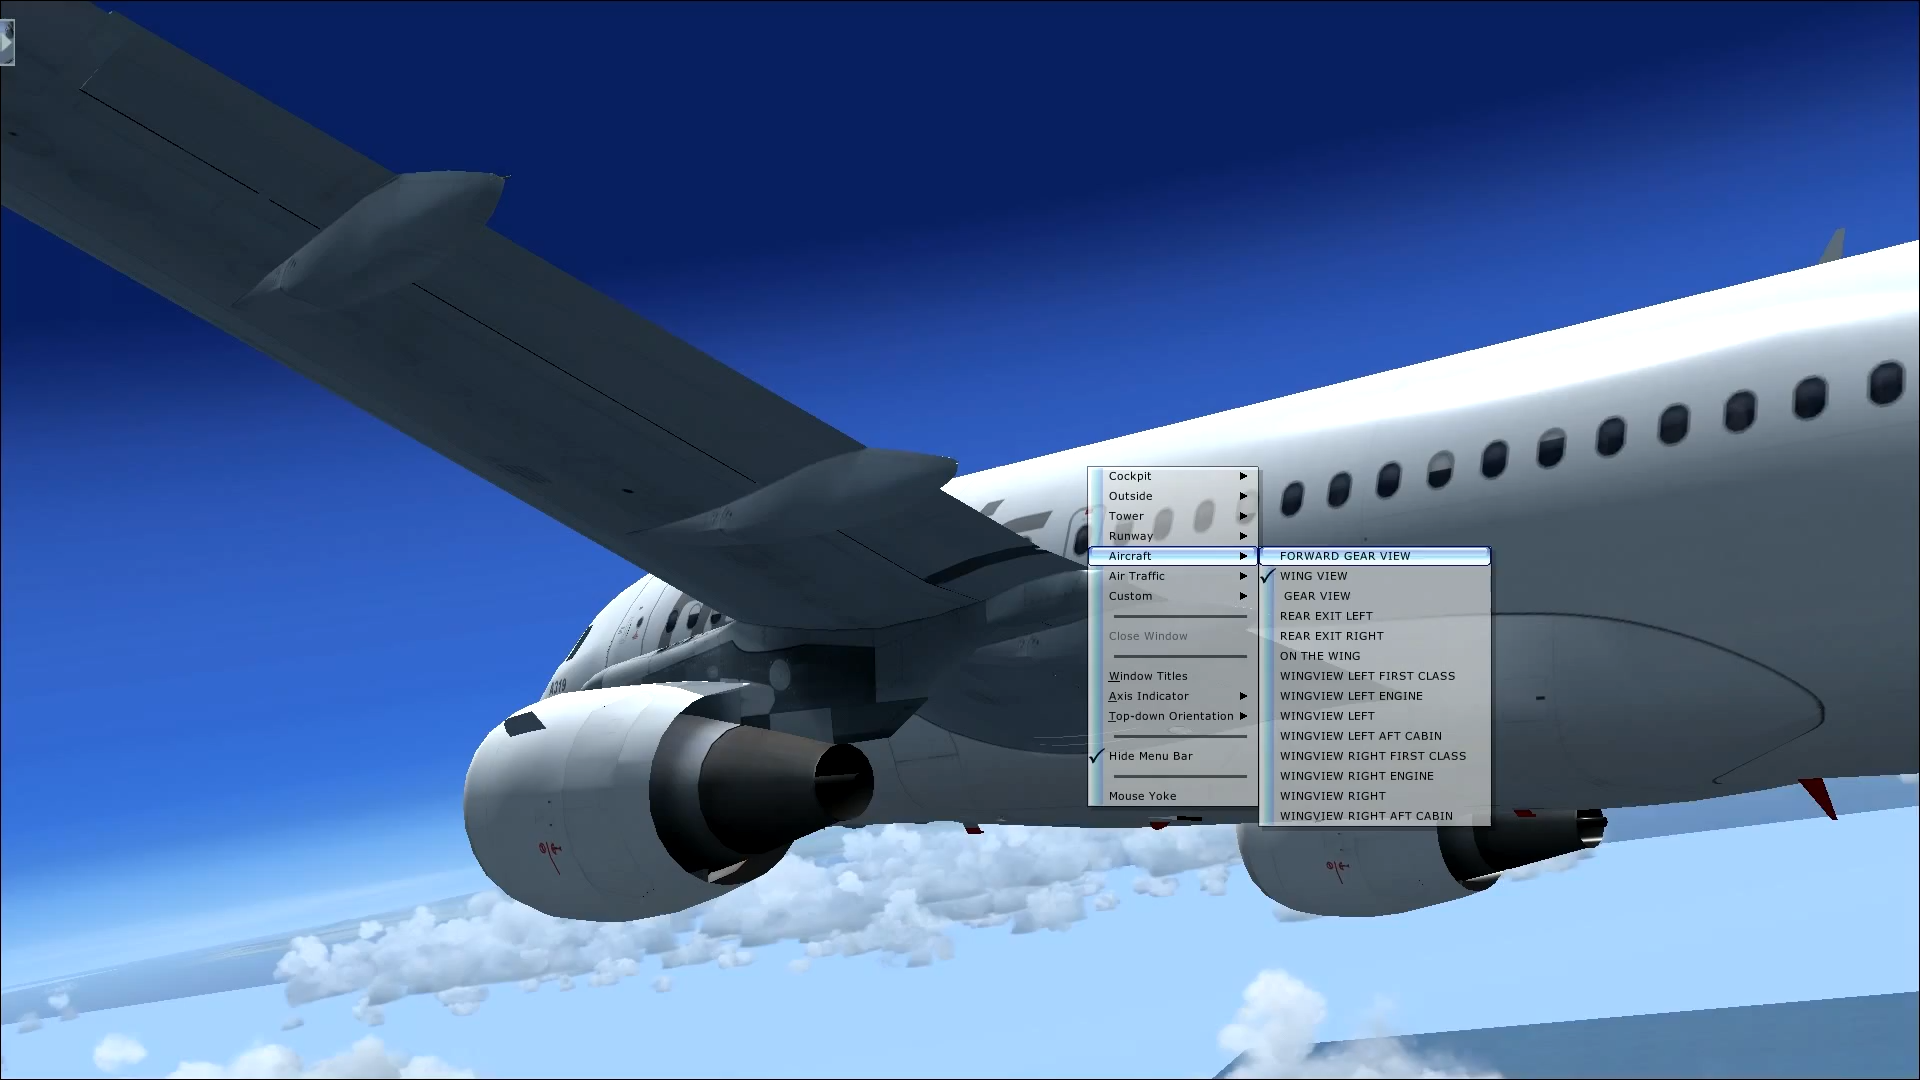 Cockpit
Outside
Tower
Runway
Aircraft
Air Traffic
Custom
Close Window
Window Titles
Axis Indicator
Top-down Orientation
Hide Menu Bar
Mouse Yoke
FORWARD GEAR VIEW
WING VIEW
GEAR VIEW
REAR EXIT LEFT
REAR EXIT RIGHT
ON THE WING
WINGVIEW LEFT FIRST CLASS
WINGVIEW LEFT ENGINE
WINGVIEW LEFT
WINGVIEW LEFT AFT CABIN
WINGVIEW RIGHT FIRST CLASS
WINGVIEW RIGHT ENGINE
WINGVIEW RIGHT
WINGVIEW RIGHT AFT CABIN
A319